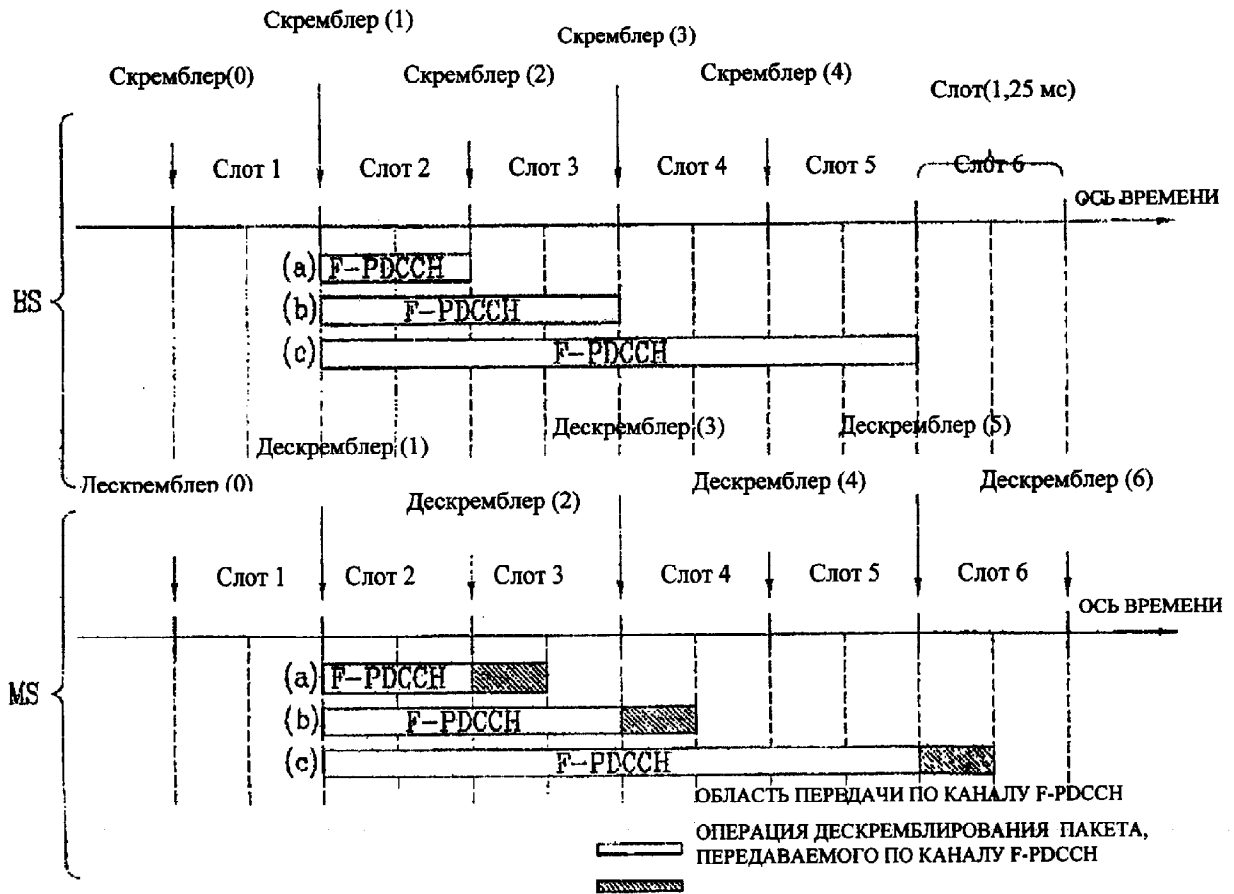 Скремблер (1)
Скремблер (3)
Скремблер(0)
Скремблер (2)
Скремблер (4)
Слот(1,25 мс)
Слот 1
Слот 2
Слот 3
Слот 4
Слот 5
Слот 6
ОСЬ ВРЕМЕНИ
BS
(a) F-PDCCH
(b) F-PDCCH
(c) F-PDCCH
Дескремблер (1)
Дескремблер (3)
Дескремблер (5)
Дескремблер (0)
Дескремблер (2)
Дескремблер (4)
Дескремблер (6)
Слот 1
Слот 2
Слот 3
Слот 4
Слот 5
Слот 6
ОСЬ ВРЕМЕНИ
MS
(a) F-PDCCH
(b) F-PDCCH
(c) F-PDCCH
ОБЛАСТЬ ПЕРЕДАЧИ ПО КАНАЛУ F-PDCCH
ОПЕРАЦИЯ ДЕСКРЕМБЛИРОВАНИЯ ПАКЕТА,
ПЕРЕДАВАЕМОГО ПО КАНАЛУ F-PDCCH